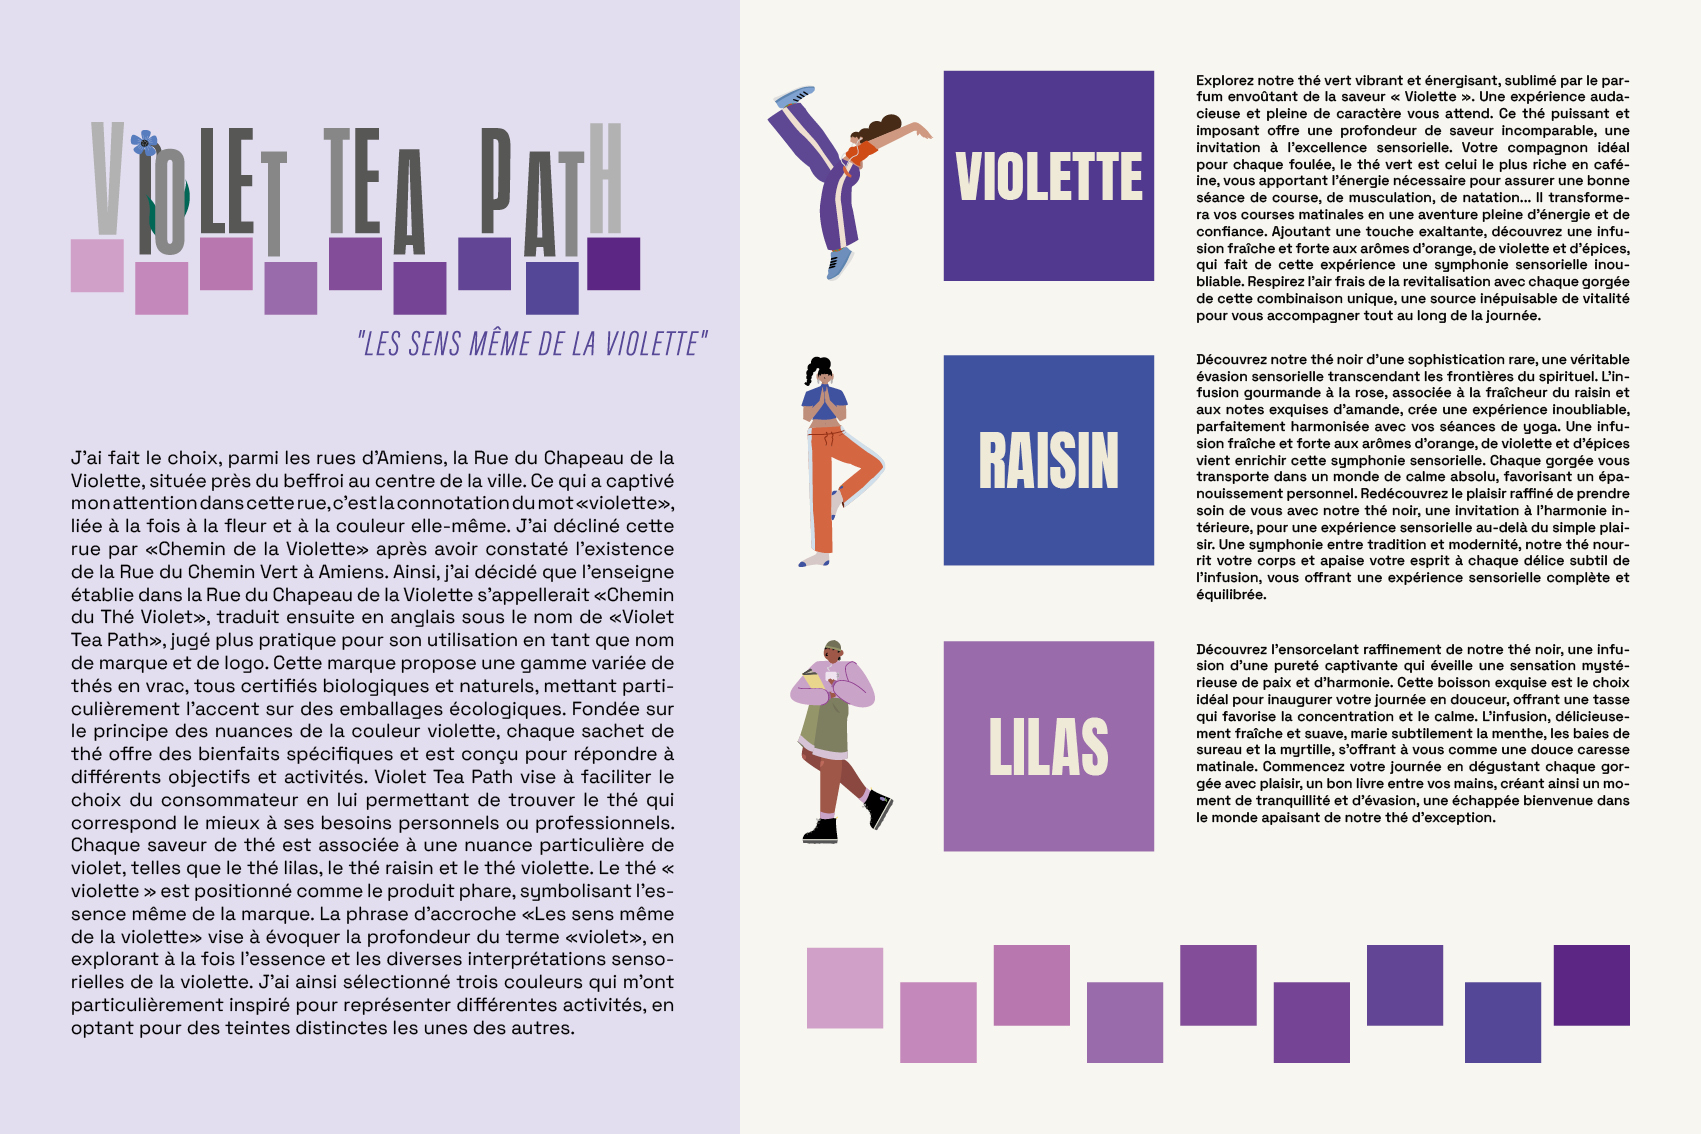 VIOLET TEA PATH
"LES SENS MÊME DE LA VIOLETTE"
J'ai fait le choix, parmi les rues d'Amiens, la Rue du Chapeau de la
Violette, située près du beffroi au centre de la ville. Ce qui a captivé
mon attention dans cette rue, c'est la connotation du mot «violette»,
liée à la fois à la fleur et à la couleur elle-même. J'ai décliné cette
rue par «Chemin de la Violette» après avoir constaté l'existence
de la Rue du Chemin Vert à Amiens. Ainsi, j'ai décidé que l'enseigne
établie dans la Rue du Chapeau de la Violette s'appellerait «Chemin
du Thé Violet», traduit ensuite en anglais sous le nom de «Violet
Tea Path», jugé plus pratique pour son utilisation en tant que nom
de marque et de logo. Cette marque propose une gamme variée de
thés en vrac, tous certifiés biologiques et naturels, mettant parti-
culièrement l'accent sur des emballages écologiques. Fondée sur
le principe des nuances de la couleur violette, chaque sachet de
thé offre des bienfaits spécifiques et est conçu pour répondre à
différents objectifs et activités. Violet Tea Path vise à faciliter le
choix du consommateur en lui permettant de trouver le thé qui
correspond le mieux à ses besoins personnels ou professionnels.
Chaque saveur de thé est associée à une nuance particulière de
violet, telles que le thé lilas, le thé raisin et le thé violette. Le thé «
violette » est positionné comme le produit phare, symbolisant l'es-
sence même de la marque. La phrase d'accroche «Les sens même
de la violette» vise à évoquer la profondeur du terme «violet», en
explorant à la fois l'essence et les diverses interprétations senso-
rielles de la violette. J'ai ainsi sélectionné trois couleurs qui m'ont
particulièrement inspiré pour représenter différentes activités, en
optant pour des teintes distinctes les unes des autres.
VIOLETTE
Explorez notre thé vert vibrant et énergisant, sublimé par le par-
fum envoûtant de la saveur « Violette ». Une expérience auda-
cieuse et pleine de caractère vous attend. Ce thé puissant et
imposant offre une profondeur de saveur incomparable, une
invitation à l'excellence sensorielle. Votre compagnon idéal
pour chaque foulée, le thé vert est celui le plus riche en café-
ine, vous apportant l'énergie nécessaire pour assurer une bonne
séance de course, de musculation, de natation... Il transforme-
ra vos courses matinales en une aventure pleine d'énergie et de
confiance. Ajoutant une touche exaltante, découvrez une infu-
sion fraîche et forte aux arômes d'orange, de violette et d'épices,
qui fait de cette expérience une symphonie sensorielle inou-
bliable. Respirez l'air frais de la revitalisation avec chaque gorgée
de cette combinaison unique, une source inépuisable de vitalité
pour vous accompagner tout au long de la journée.
RAISIN
Découvrez notre thé noir d'une sophistication rare, une véritable
évasion sensorielle transcendant les frontières du spirituel. L'in-
fusion gourmande à la rose, associée à la fraîcheur du raisin et
aux notes exquises d'amande, crée une expérience inoubliable,
parfaitement harmonisée avec vos séances de yoga. Une infu-
sion fraîche et forte aux arômes d'orange, de violette et d'épices
vient enrichir cette symphonie sensorielle. Chaque gorgée vous
transporte dans un monde de calme absolu, favorisant un épa-
nouissement personnel. Redécouvrez le plaisir raffiné de prendre
soin de vous avec notre thé noir, une invitation à l'harmonie in-
térieure, pour une expérience sensorielle au-delà du simple plai-
sir. Une symphonie entre tradition et modernité, notre thé nour-
rit votre corps et apaise votre esprit à chaque délice subtil de
l'infusion, vous offrant une expérience sensorielle complète et
équilibrée.
LILAS
Découvrez l'ensorcelant raffinement de notre thé noir, une infu-
sion d'une pureté captivante qui éveille une sensation mysté-
rieuse de paix et d'harmonie. Cette boisson exquise est le choix
idéal pour inaugurer votre journée en douceur, offrant une tasse
qui favorise la concentration et le calme. L'infusion, délicieuse-
ment fraîche et suave, marie subtilement la menthe, les baies de
sureau et la myrtille, s'offrant à vous comme une douce caresse
matinale. Commencez votre journée en dégustant chaque gor-
gée avec plaisir, un bon livre entre vos mains, créant ainsi un mo-
ment de tranquillité et d'évasion, une échappée bienvenue dans
le monde apaisant de notre thé d'exception.